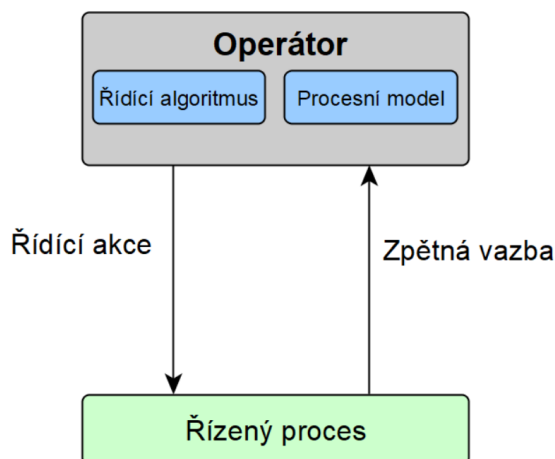 Operátor
Řídící algoritmus
Procesní model
Řídící akce
Zpětná vazba
Řízený proces